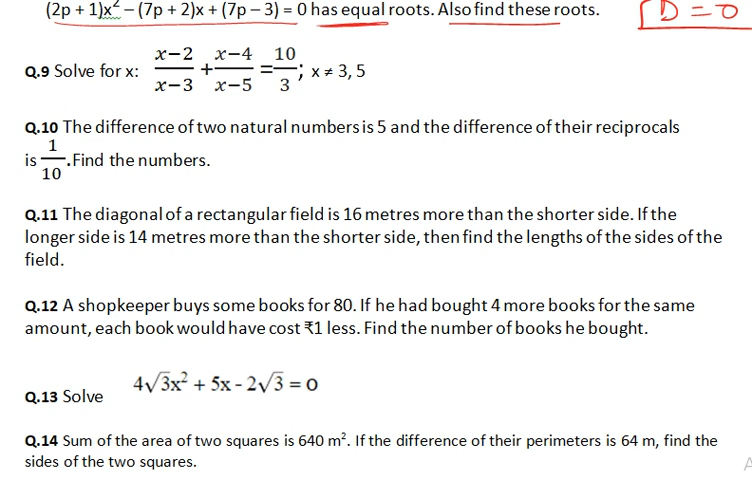 (2p + 1)x² – (7p + 2)x + (7p – 3) = 0 has equal roots. Also find these roots.
D = 0
Q.9 Solve for x: x−2/x−3 + x−4/x−5 = 10/3; x ≠ 3, 5
Q.10 The difference of two natural numbers is 5 and the difference of their reciprocals
is 1/10. Find the numbers.
Q.11 The diagonal of a rectangular field is 16 metres more than the shorter side. If the
longer side is 14 metres more than the shorter side, then find the lengths of the sides of the
field.
Q.12 A shopkeeper buys some books for 80. If he had bought 4 more books for the same
amount, each book would have cost ₹1 less. Find the number of books he bought.
Q.13 Solve 4√3x² + 5x - 2√3 = 0
Q.14 Sum of the area of two squares is 640 m². If the difference of their perimeters is 64 m, find the
sides of the two squares.